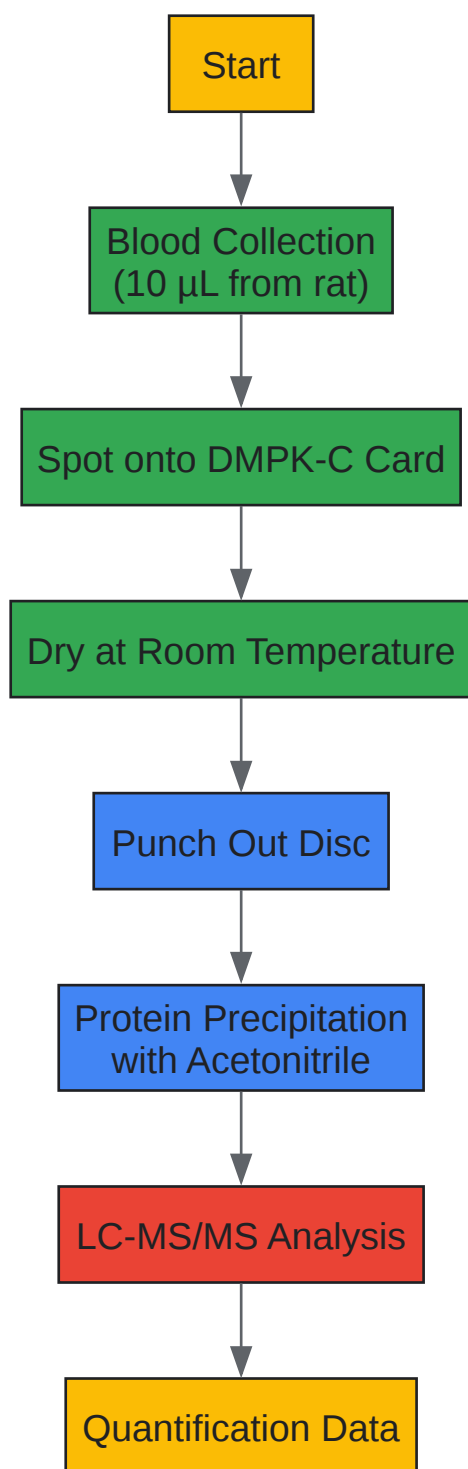 Start
Blood Collection
(10 µL from rat)
Spot onto DMPK-C Card
Dry at Room Temperature
Punch Out Disc
Protein Precipitation
with Acetonitrile
LC-MS/MS Analysis
Quantification Data